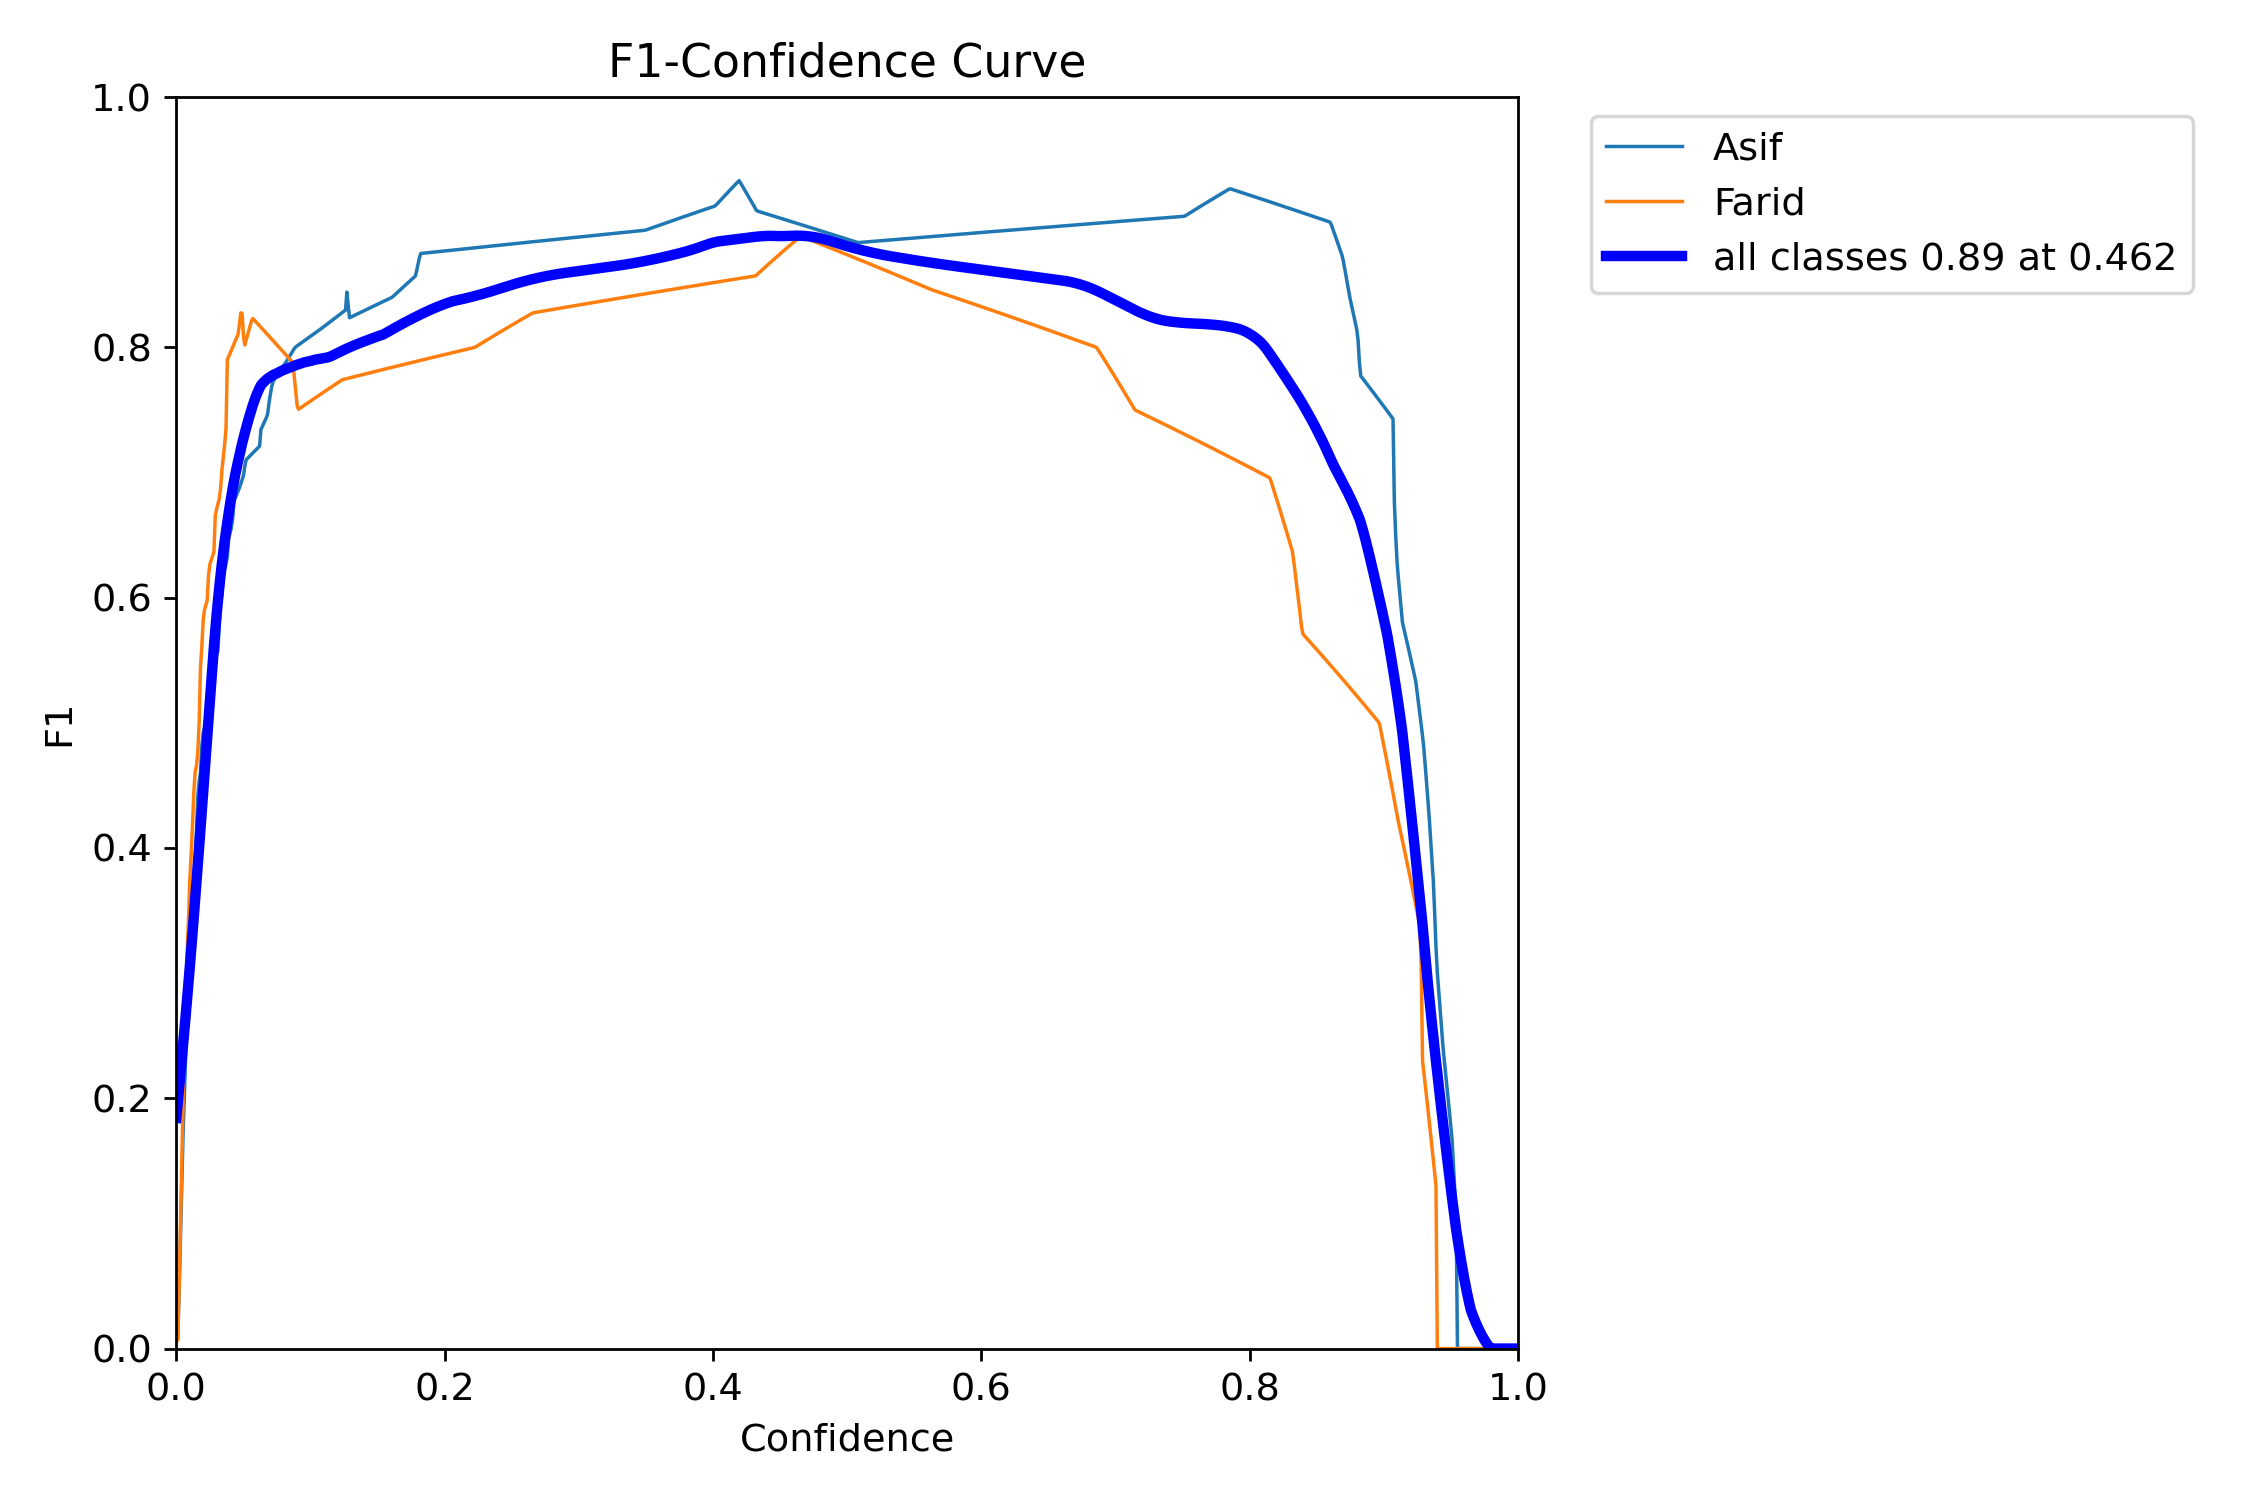 F1-Confidence Curve
1.0
0.8
0.6
0.4
0.2
0.0
F1
0.0 0.2 0.4 0.6 0.8 1.0
Confidence
Asif
Farid
all classes 0.89 at 0.462